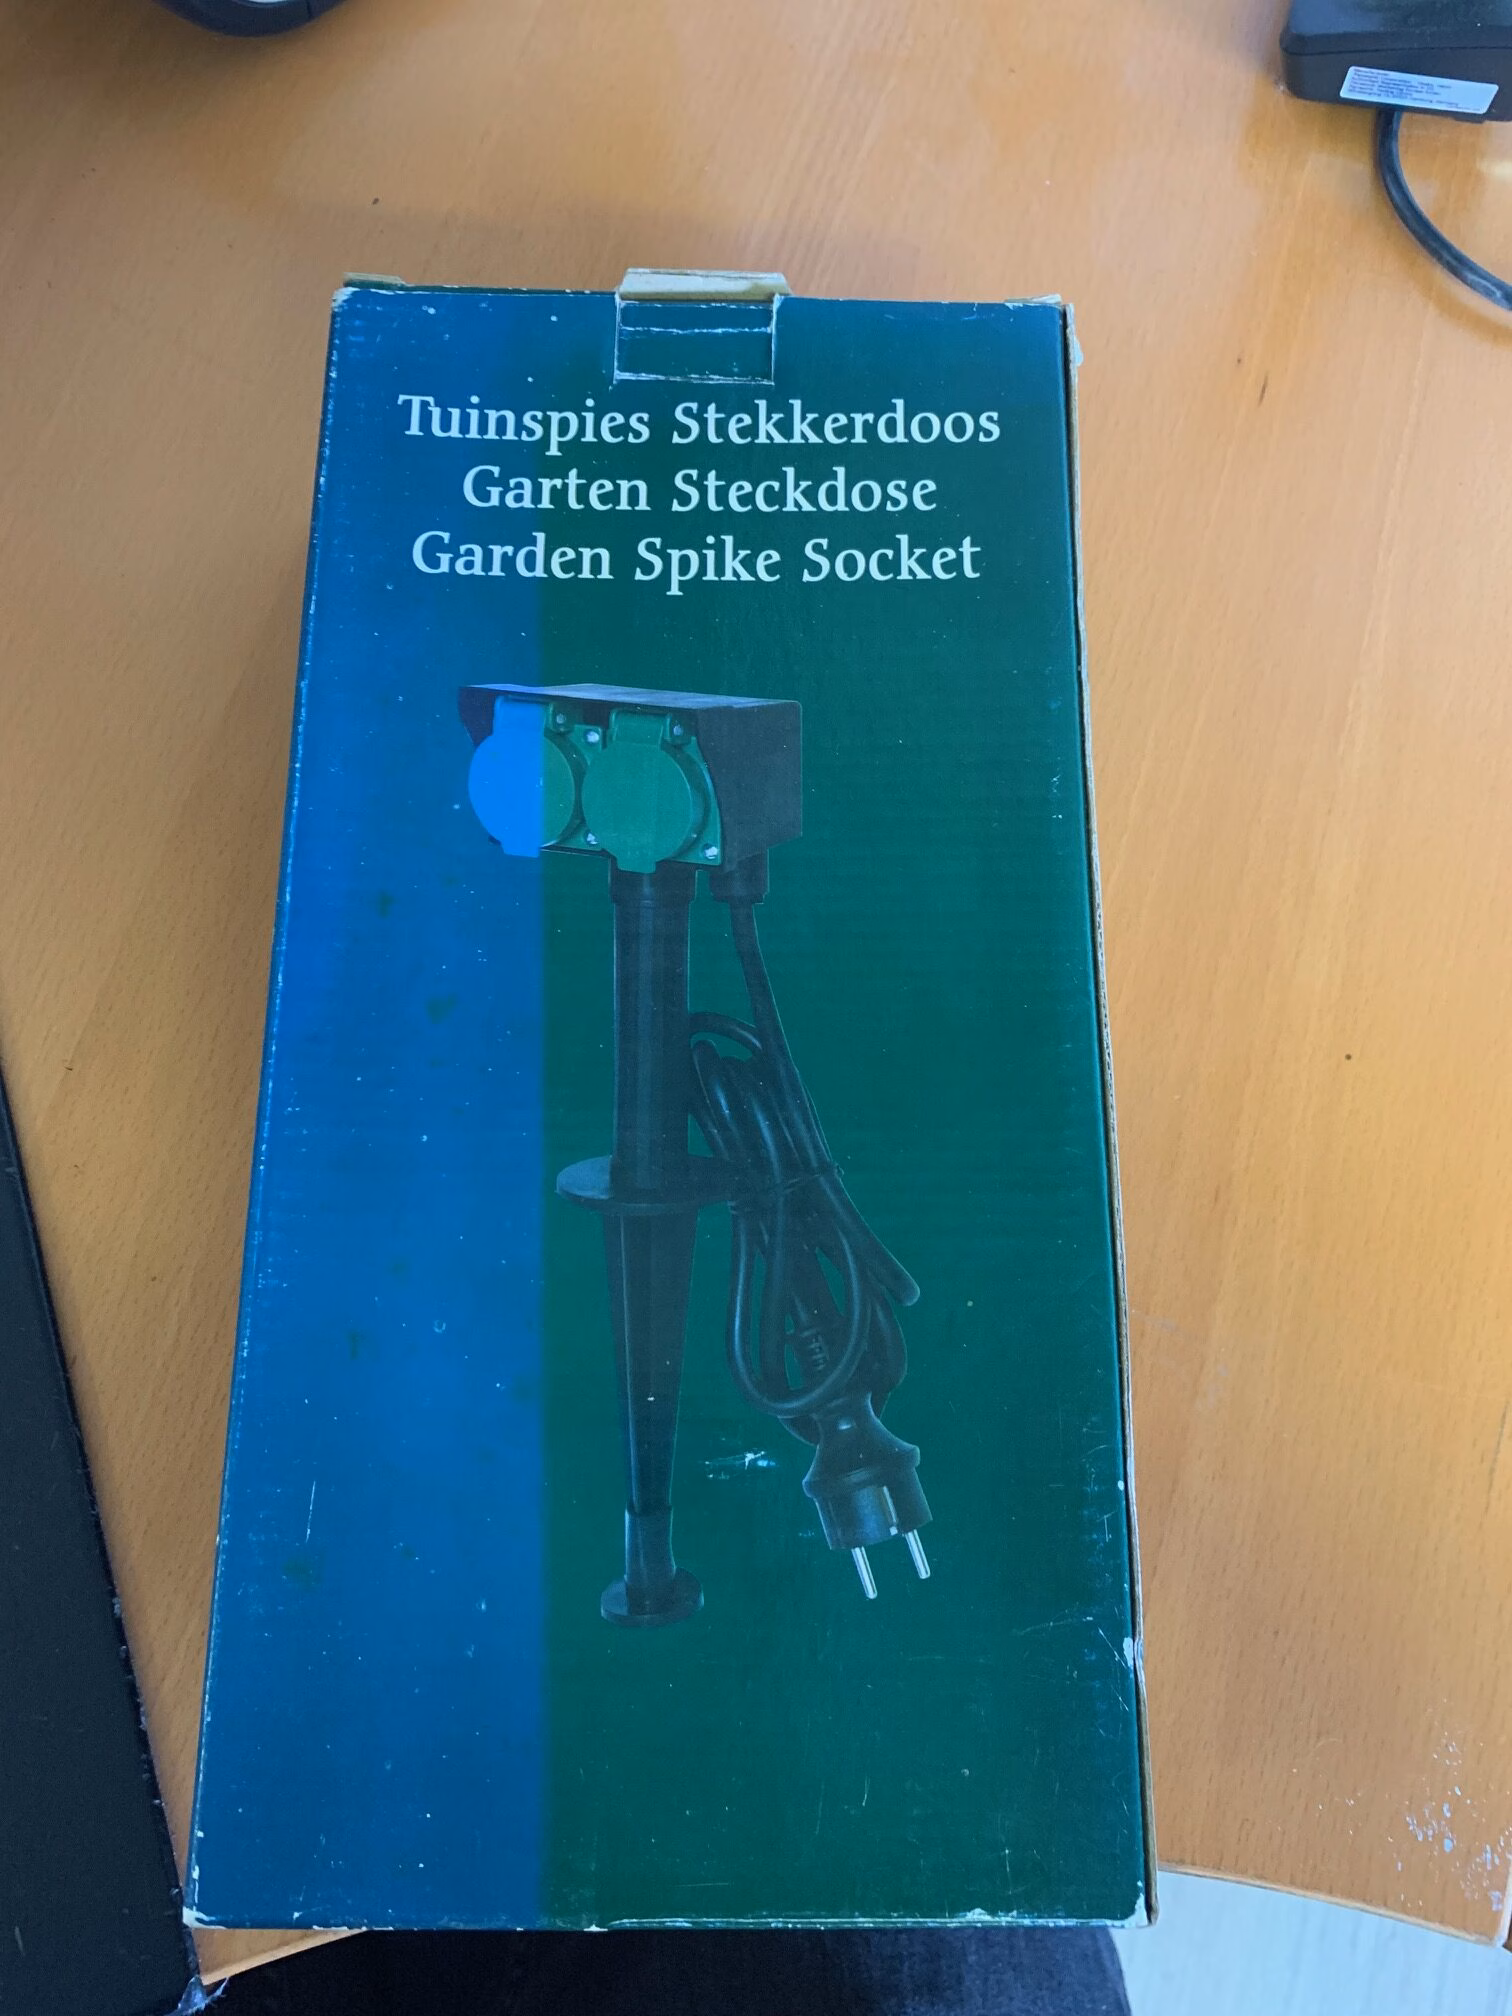 Tuinspies Stekkerdoos
Garten Steckdose
Garden Spike Socket